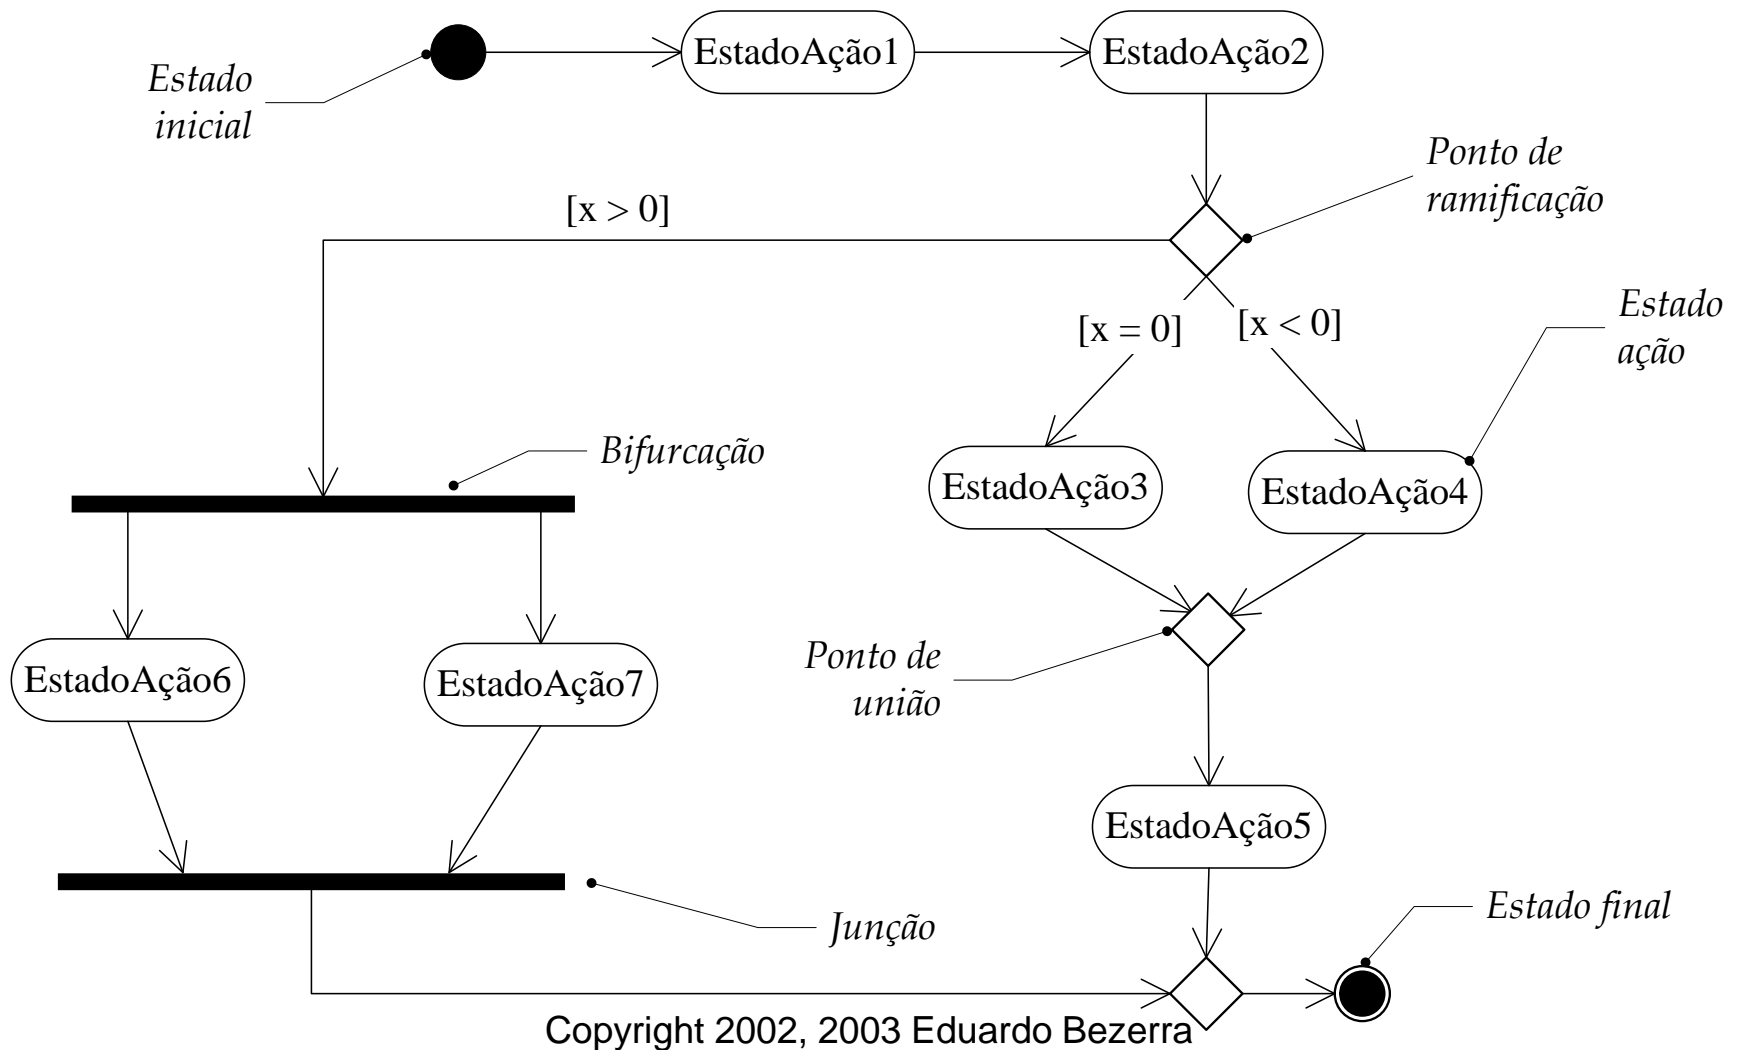 EstadoAção1
EstadoAção2
Estado
inicial
Ponto de
ramificação
[x > 0]
[x = 0]
[x < 0]
Estado
ação
Bifurcação
EstadoAção3
EstadoAção4
EstadoAção6
EstadoAção7
Ponto de
união
EstadoAção5
Junção
Estado final
Copyright 2002, 2003 Eduardo Bezerra